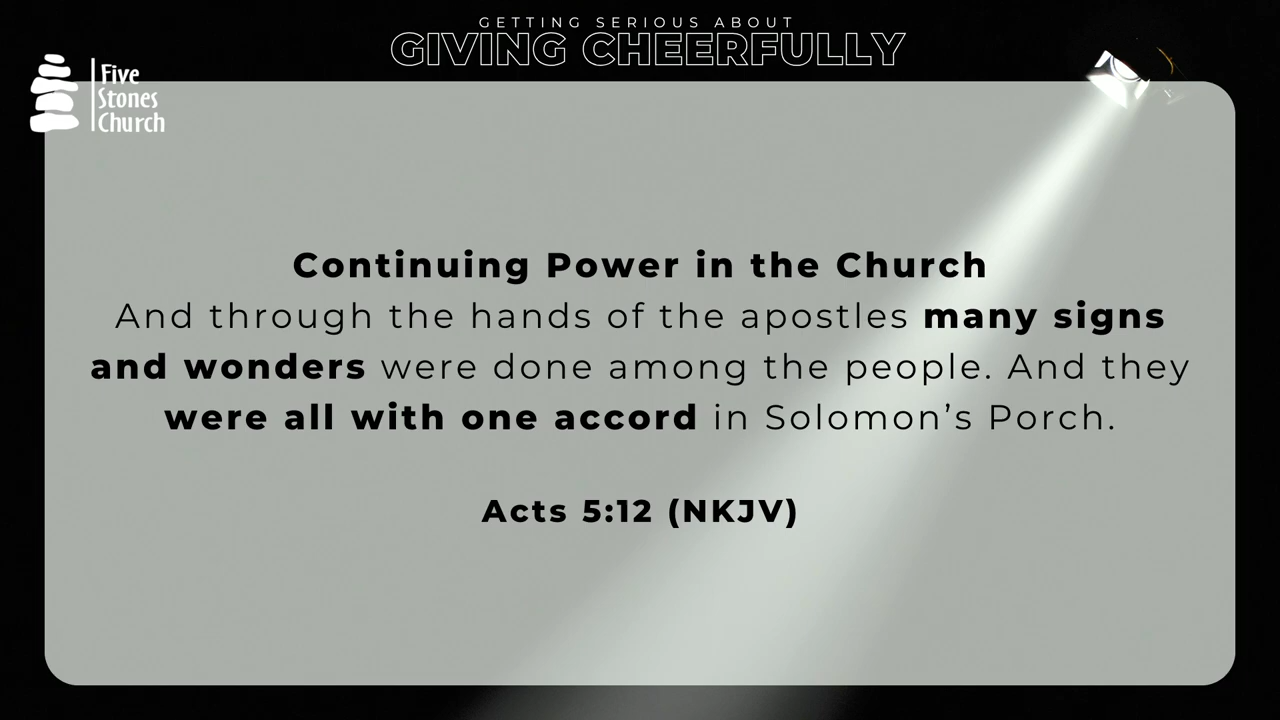 GETTING SERIOUS ABOUT
GIVING CHEERFULLY
Five
Stones
Church
Continuing Power in the Church
And through the hands of the apostles many signs
and wonders were done among the people. And they
were all with one accord in Solomon’s Porch.
Acts 5:12 (NKJV)